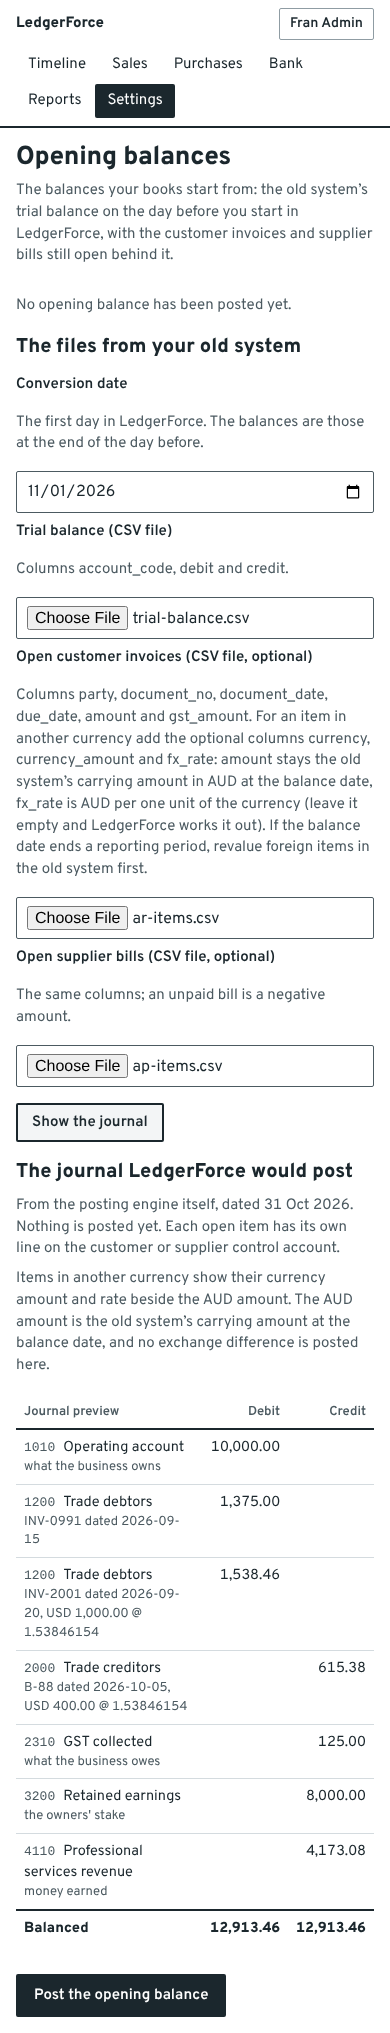 LedgerForce
Fran Admin
Timeline Sales Purchases Bank
Reports Settings
Opening balances
The balances your books start from: the old system's
trial balance on the day before you start in
LedgerForce, with the customer invoices and supplier
bills still open behind it.
No opening balance has been posted yet.
The files from your old system
Conversion date
The first day in LedgerForce. The balances are those
at the end of the day before.
11/01/2026
Trial balance (CSV file)
Columns account_code, debit and credit.
Choose File trial-balance.csv
Open customer invoices (CSV file, optional)
Columns party, document_no, document_date,
due_date, amount and gst_amount. For an item in
another currency add the optional columns currency,
currency_amount and fx_rate: amount stays the old
system's carrying amount in AUD at the balance date,
fx_rate is AUD per one unit of the currency (leave it
empty and LedgerForce works it out). If the balance
date ends a reporting period, revalue foreign items in
the old system first.
Choose File ar-items.csv
Open supplier bills (CSV file, optional)
The same columns; an unpaid bill is a negative
amount.
Choose File ap-items.csv
Show the journal
The journal LedgerForce would post
From the posting engine itself, dated 31 Oct 2026.
Nothing is posted yet. Each open item has its own
line on the customer or supplier control account.
Items in another currency show their currency
amount and rate beside the AUD amount. The AUD
amount is the old system's carrying amount at the
balance date, and no exchange difference is posted
here.
Journal preview Debit Credit
1010 Operating account 10,000.00
what the business owns
1200 Trade debtors 1,375.00
INV-0991 dated 2026-09-
15
1200 Trade debtors 1,538.46
INV-2001 dated 2026-09-
20, USD 1,000.00 @
1.53846154
2000 Trade creditors 615.38
B-88 dated 2026-10-05,
USD 400.00 @ 1.53846154
2310 GST collected 125.00
what the business owes
3200 Retained earnings 8,000.00
the owners' stake
4110 Professional 4,173.08
services revenue
money earned
Balanced 12,913.46 12,913.46
Post the opening balance